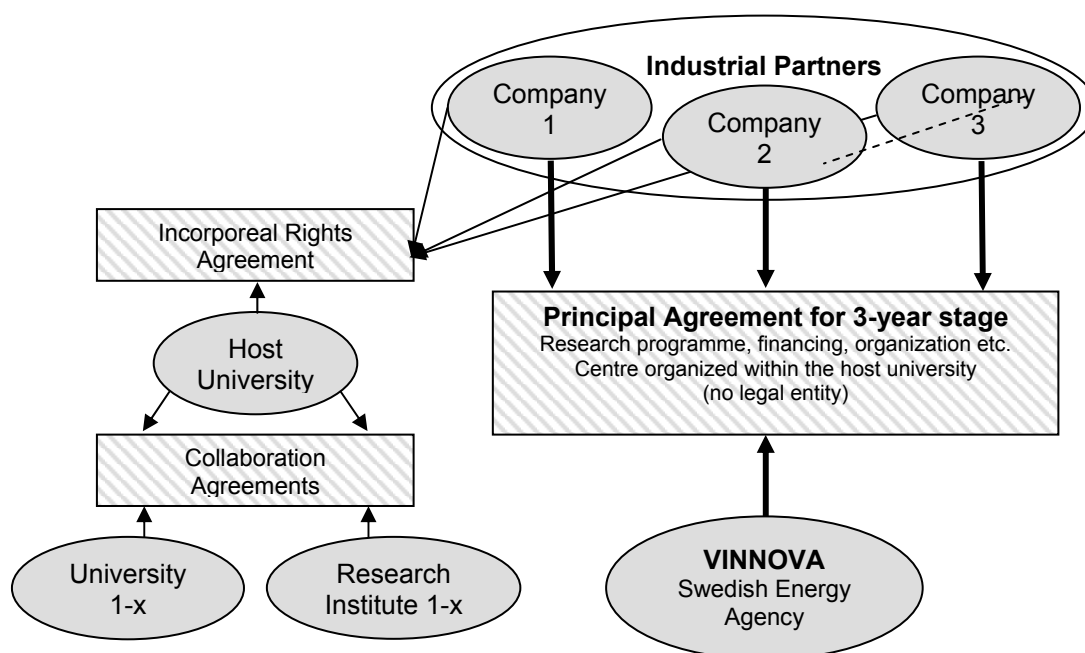 Industrial Partners
Company
1
Company
2
Company
3
Incorporeal Rights
Agreement
Principal Agreement for 3-year stage
Research programme, financing, organization etc.
Centre organized within the host university
(no legal entity)
Host
University
Collaboration
Agreements
University
1-x
Research
Institute 1-x
VINNOVA
Swedish Energy
Agency